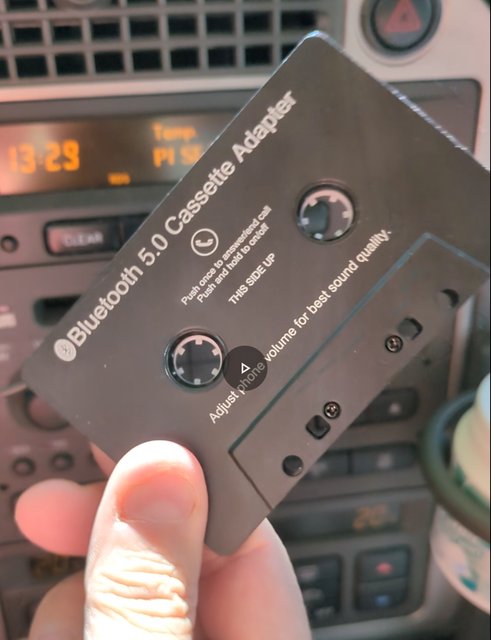 13:29
Temp.
CLEAR
Bluetooth 5.0 Cassette Adapter
Push once to answer/end call
Push and hold to on/off
THIS SIDE UP
Adjust phone volume for best sound quality.